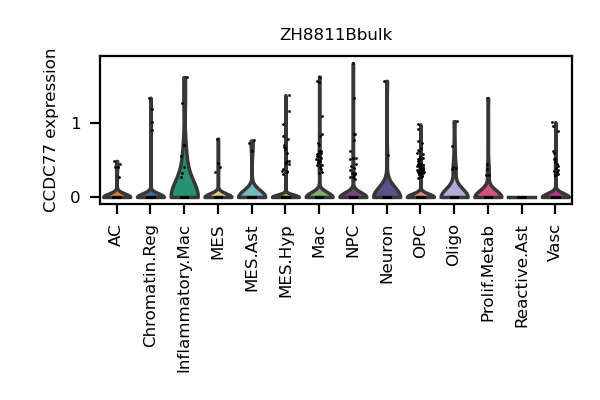 ZH8811Bbulk
CCDC77 expression
1
0
AC
Chromatin.Reg
Inflammatory.Mac
MES
MES.Ast
MES.Hyp
Mac
NPC
Neuron
OPC
Oligo
Prolif.Metab
Reactive.Ast
Vasc